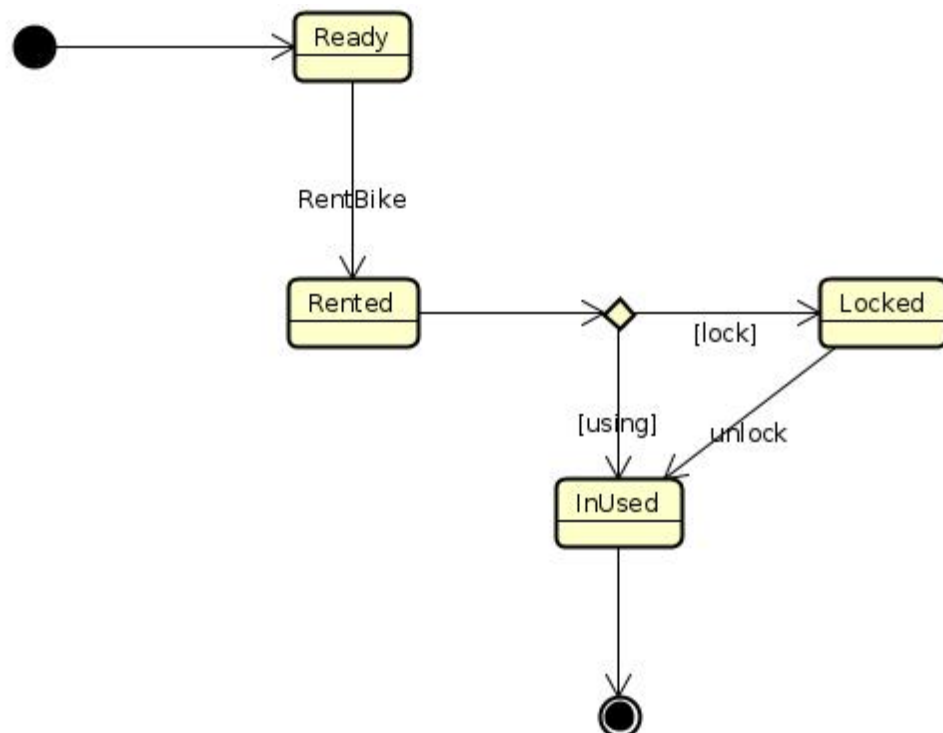 Ready
RentBike
Rented
Locked
[lock]
[using]
unlock
InUsed